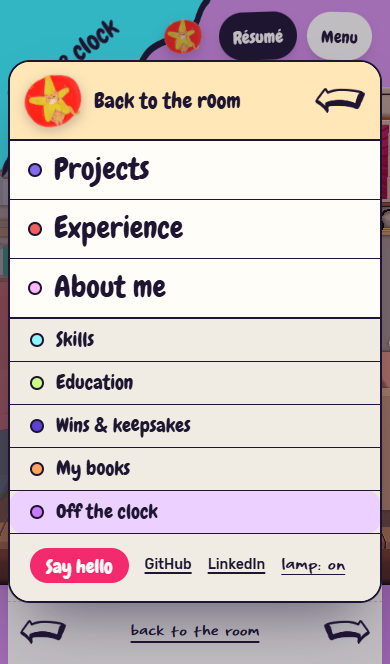 e clock
Résumé
Menu
Back to the room
Projects
Experience
About me
Skills
Education
Wins & keepsakes
My books
Off the clock
Say hello
GitHub
LinkedIn
lamp: on
back to the room